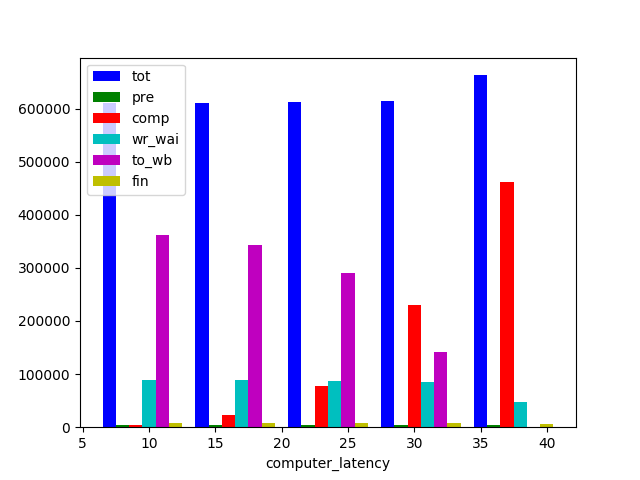 tot
pre
comp
wr_wai
to_wb
fin
600000
500000
400000
300000
200000
100000
0
5 10 15 20 25 30 35 40
computer_latency